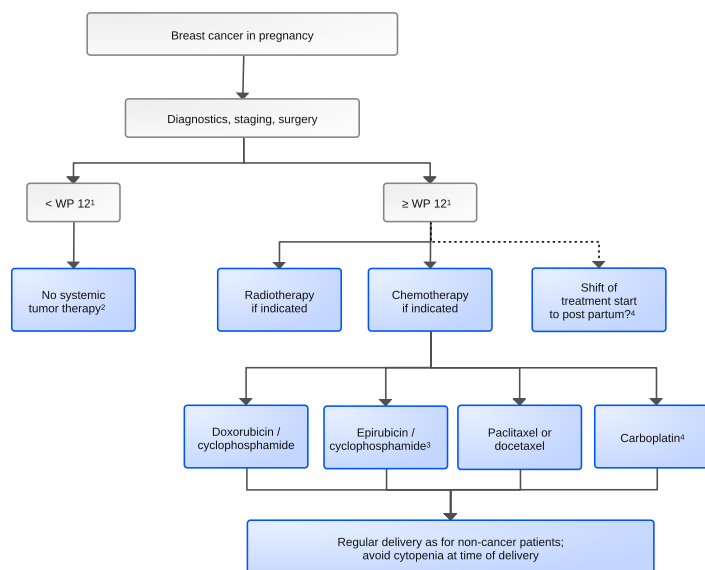 Breast cancer in pregnancy
Diagnostics, staging, surgery
< WP 12¹
≥ WP 12¹
No systemic
tumor therapy²
Radiotherapy
if indicated
Chemotherapy
if indicated
Shift of
treatment start
to post partum?⁴
Doxorubicin /
cyclophosphamide
Epirubicin /
cyclophosphamide³
Paclitaxel or
docetaxel
Carboplatin⁴
Regular delivery as for non-cancer patients;
avoid cytopenia at time of delivery